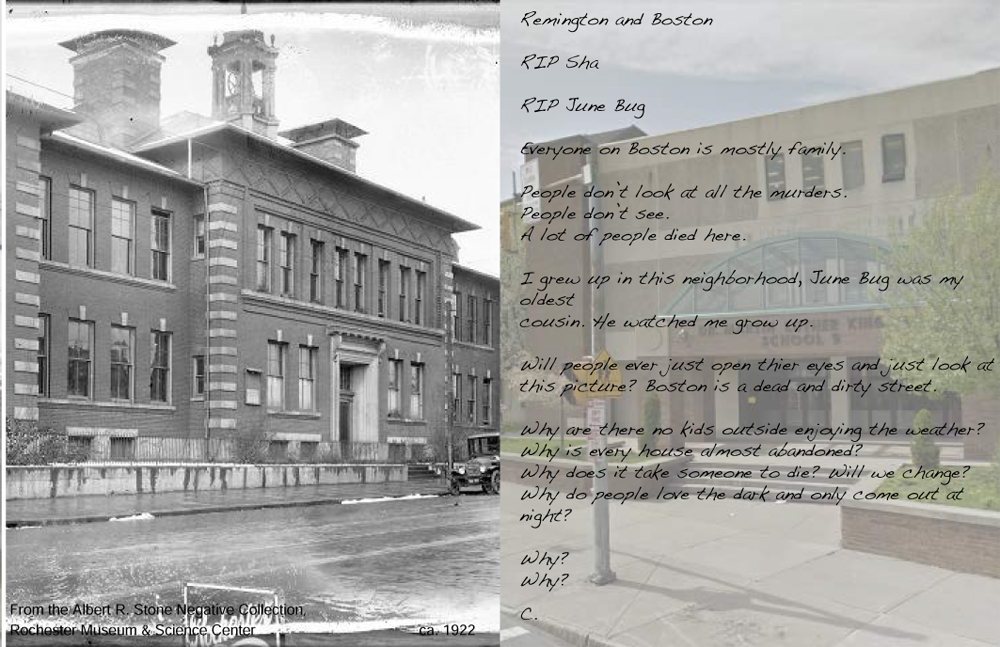 Remington and Boston
RIP Sha
RIP June Bug
Everyone on Boston is mostly family.
People don't look at all the murders.
People don't see.
A lot of people died here.
I grew up in this neighborhood, June Bug was my
oldest
cousin. He watched me grow up.
Will people ever just open thier eyes and just look at
this picture? Boston is a dead and dirty street.
Why are there no kids outside enjoying the weather?
Why is every house almost abandoned?
Why does it take someone to die? Will we change?
Why do people love the dark and only come out at
night?
Why?
Why?
C.
SCHOOL 9
From the Albert R. Stone Negative Collection,
Rochester Museum & Science Center
ca. 1922